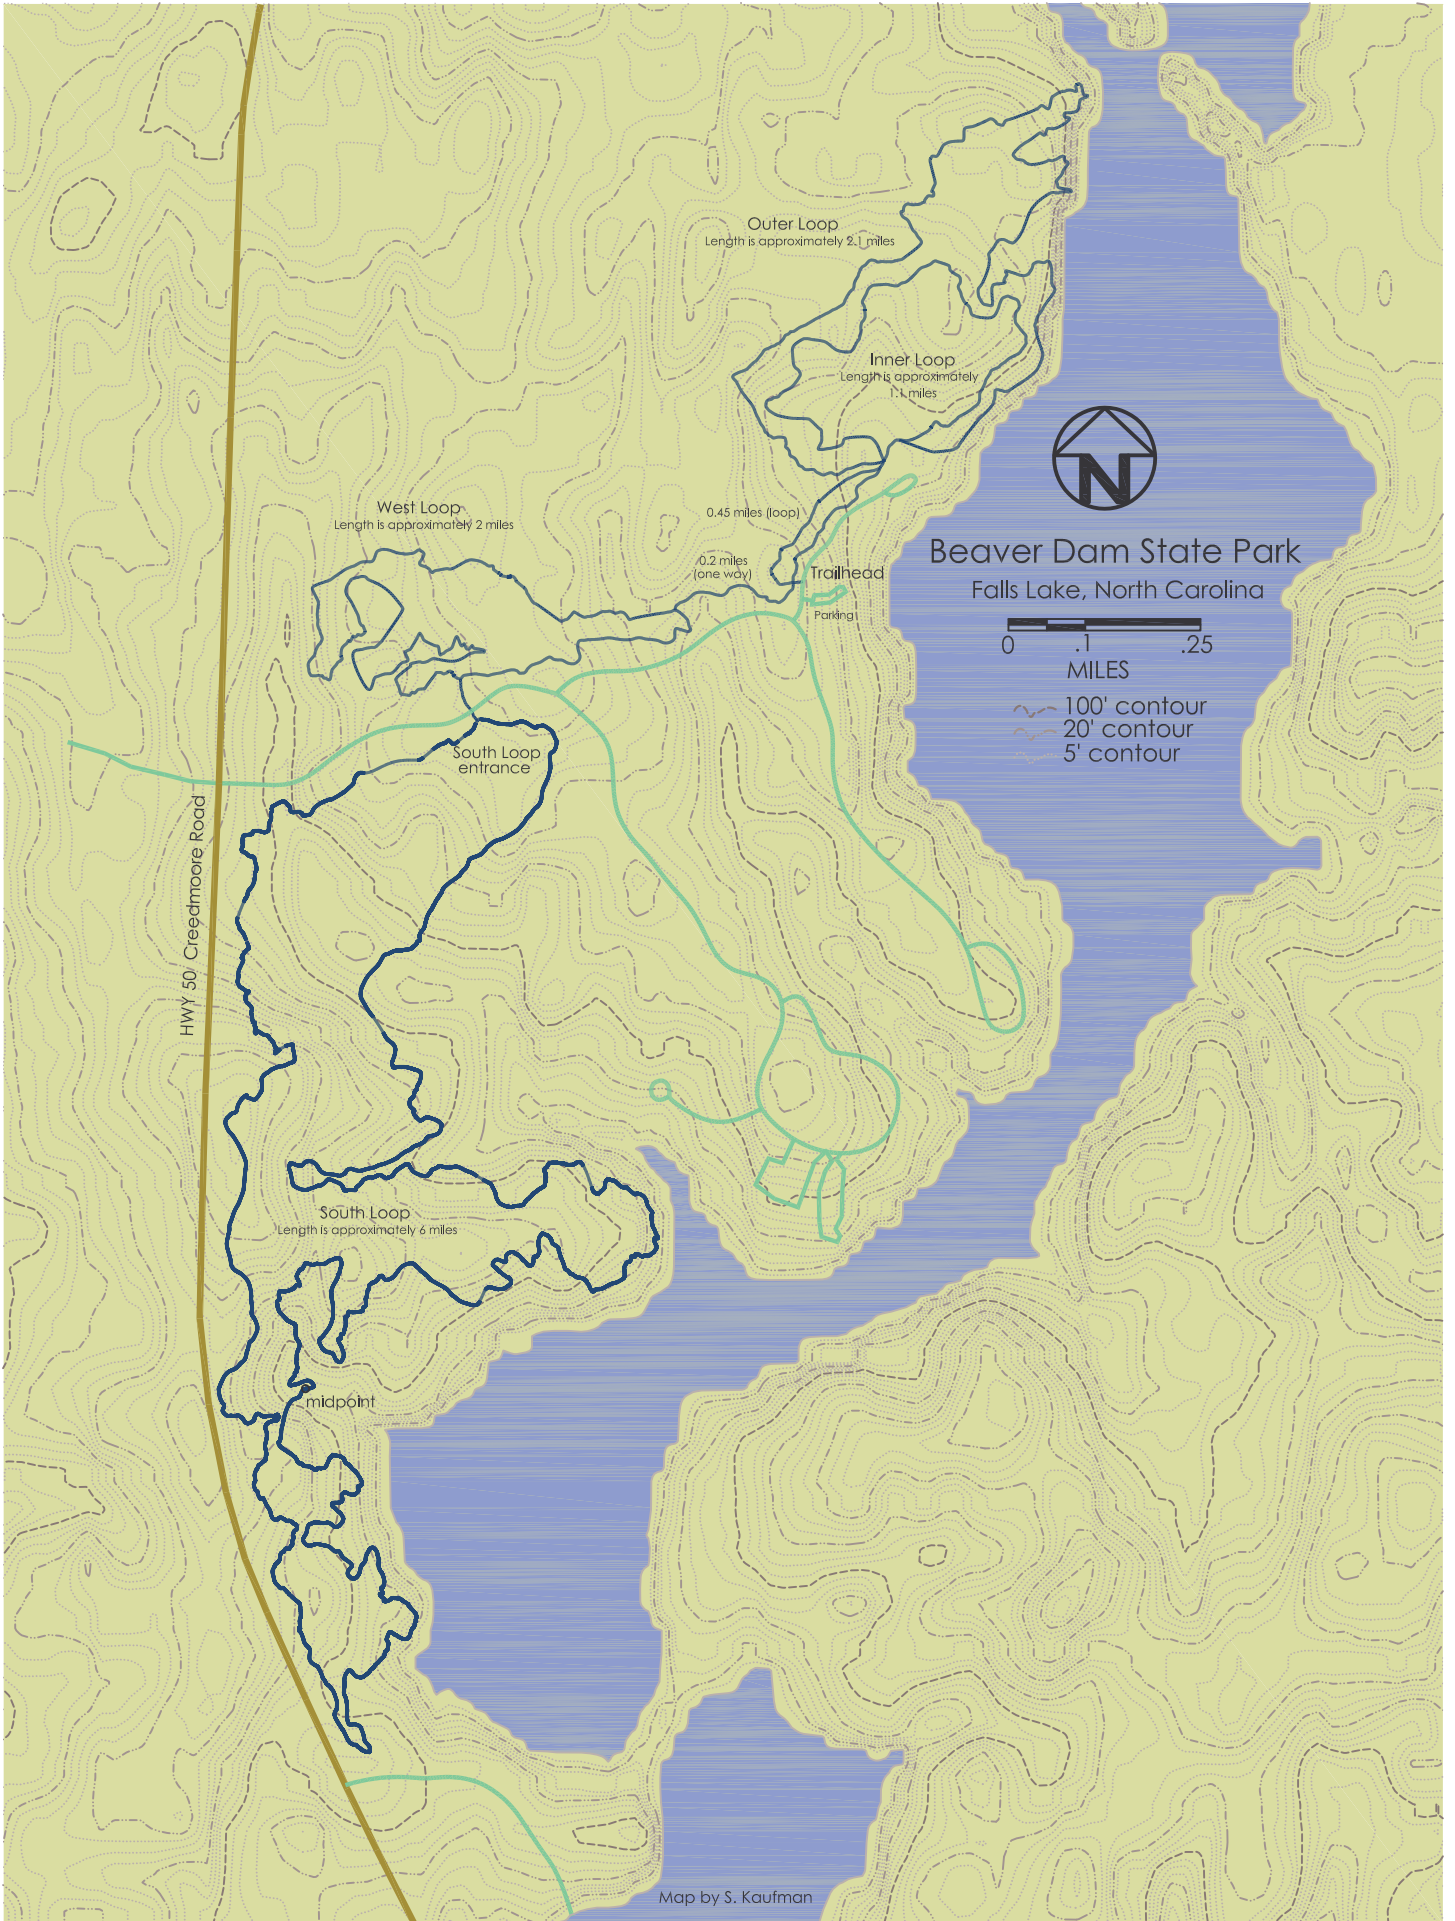 Outer Loop
Length is approximately 2.1 miles
Inner Loop
Length is approximately
1.1 miles
N
West Loop
Length is approximately 2 miles
0.45 miles (loop)
0.2 miles
(one way)
Trailhead
Parking
Beaver Dam State Park
Falls Lake, North Carolina
0 .1 .25
MILES
100' contour
20' contour
5' contour
South Loop
entrance
HWY 50/ Creedmoore Road
South Loop
Length is approximately 6 miles
midpoint
Map by S. Kaufman